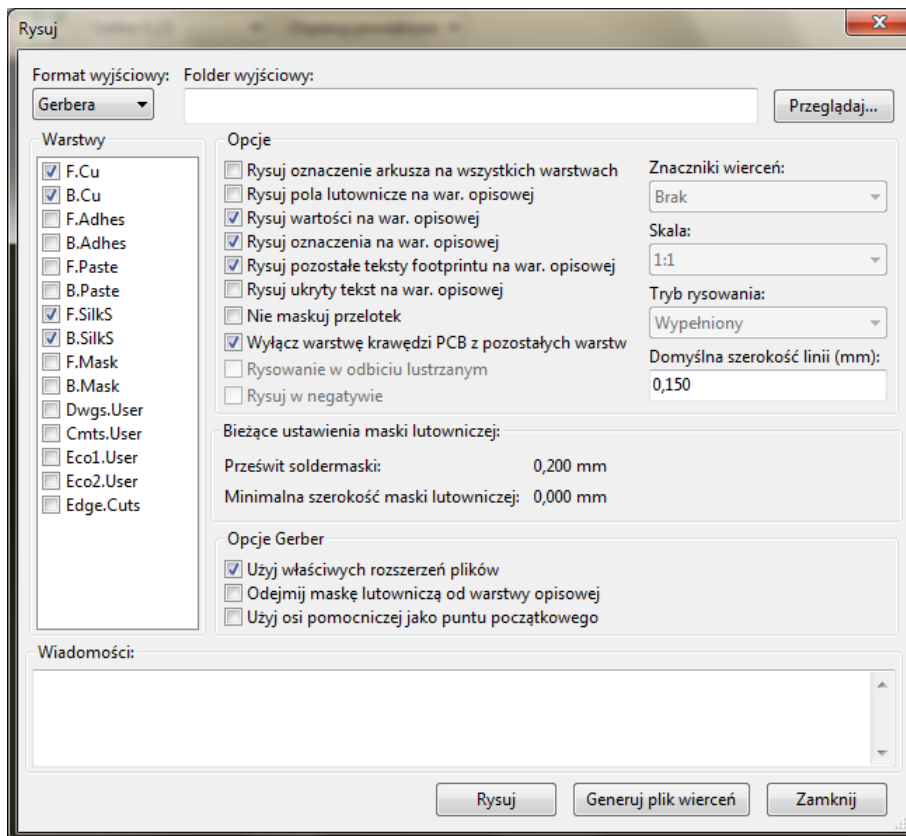 Rysuj
Format wyjściowy: Folder wyjściowy:
Gerbera
Przeglądaj...
Warstwy
F.Cu
B.Cu
F.Adhes
B.Adhes
F.Paste
B.Paste
F.SilkS
B.SilkS
F.Mask
B.Mask
Dwgs.User
Cmts.User
Eco1.User
Eco2.User
Edge.Cuts
Opcje
Rysuj oznaczenie arkusza na wszystkich warstwach
Rysuj pola lutownicze na war. opisowej
Rysuj wartości na war. opisowej
Rysuj oznaczenia na war. opisowej
Rysuj pozostałe teksty footprintu na war. opisowej
Rysuj ukryty tekst na war. opisowej
Nie maskuj przelotek
Wyłącz warstwę krawędzi PCB z pozostałych warstw
Rysowanie w odbiciu lustrzanym
Rysuj w negatywie
Znaczniki wierceń:
Brak
Skala:
1:1
Tryb rysowania:
Wypełniony
Domyślna szerokość linii (mm):
0,150
Bieżące ustawienia maski lutowniczej:
Prześwit soldermaski: 0,200 mm
Minimalna szerokość maski lutowniczej: 0,000 mm
Opcje Gerber
Użyj właściwych rozszerzeń plików
Odejmij maskę lutowniczą od warstwy opisowej
Użyj osi pomocniczej jako puntu początkowego
Wiadomości:
Rysuj
Generuj plik wierceń
Zamknij